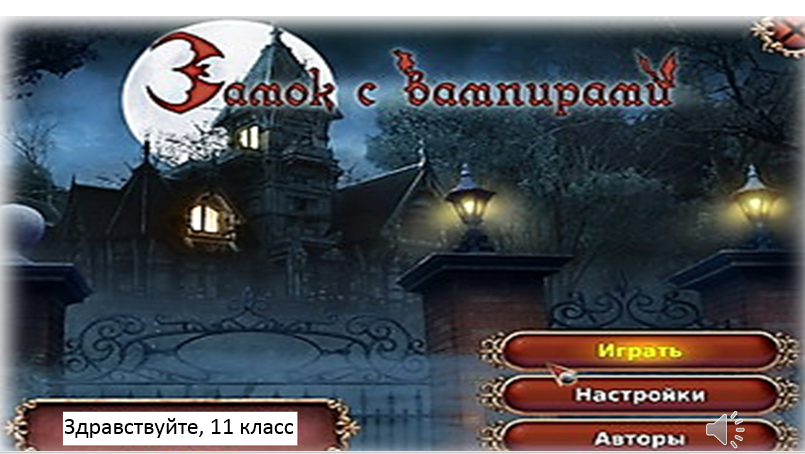 Замок с вампирами
Играть
Настройки
Здравствуйте, 11 класс
Авторы